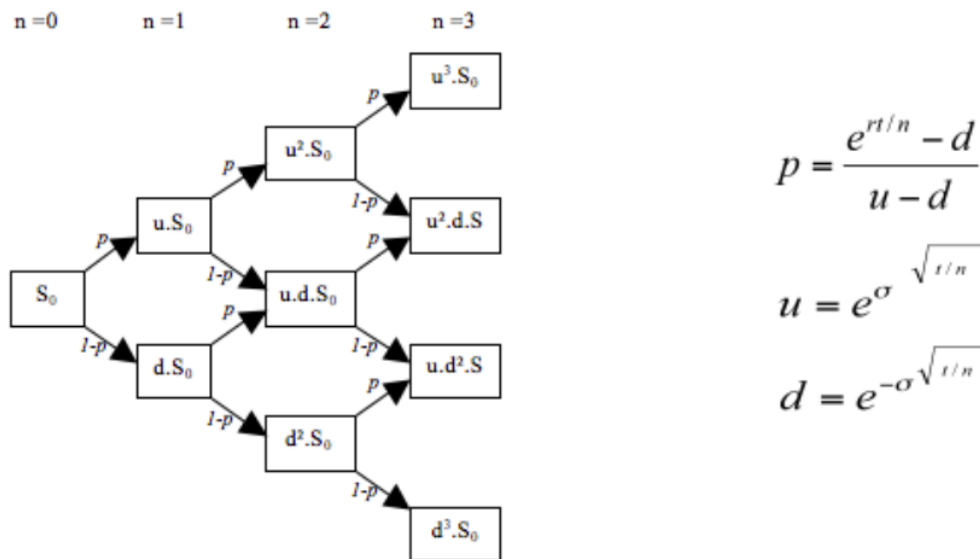 n =0 n =1 n =2 n =3
u³.S₀
p
u².S₀
p 1-p
u.S₀ u².d.S
p 1-p p
S₀ u.d.S₀
1-p p 1-p
d.S₀ u.d².S
1-p p
d².S₀
1-p
d³.S₀
p = (e^{rt/n} − d) / (u − d)
u = e^{σ √(t/n)}
d = e^{−σ √(t/n)}